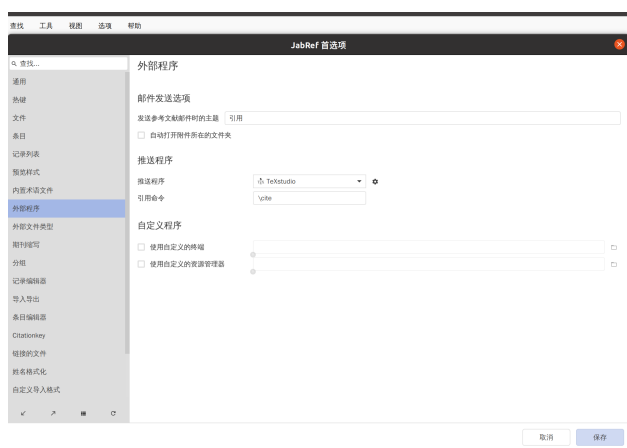 查找 工具 视图 选项 帮助
JabRef 首选项
查找...
通用
热键
文件
条目
记录列表
预览样式
内置术语文件
外部程序
外部文件类型
期刊缩写
分组
记录编辑器
导入导出
条目编辑器
Citationkey
链接的文件
姓名格式化
自定义导入格式
外部程序
邮件发送选项
发送参考文献邮件时的主题 引用
自动打开附件所在的文件夹
推送程序
推送程序 TeXstudio
引用命令 \cite
自定义程序
使用自定义的终端
使用自定义的资源管理器
取消 保存